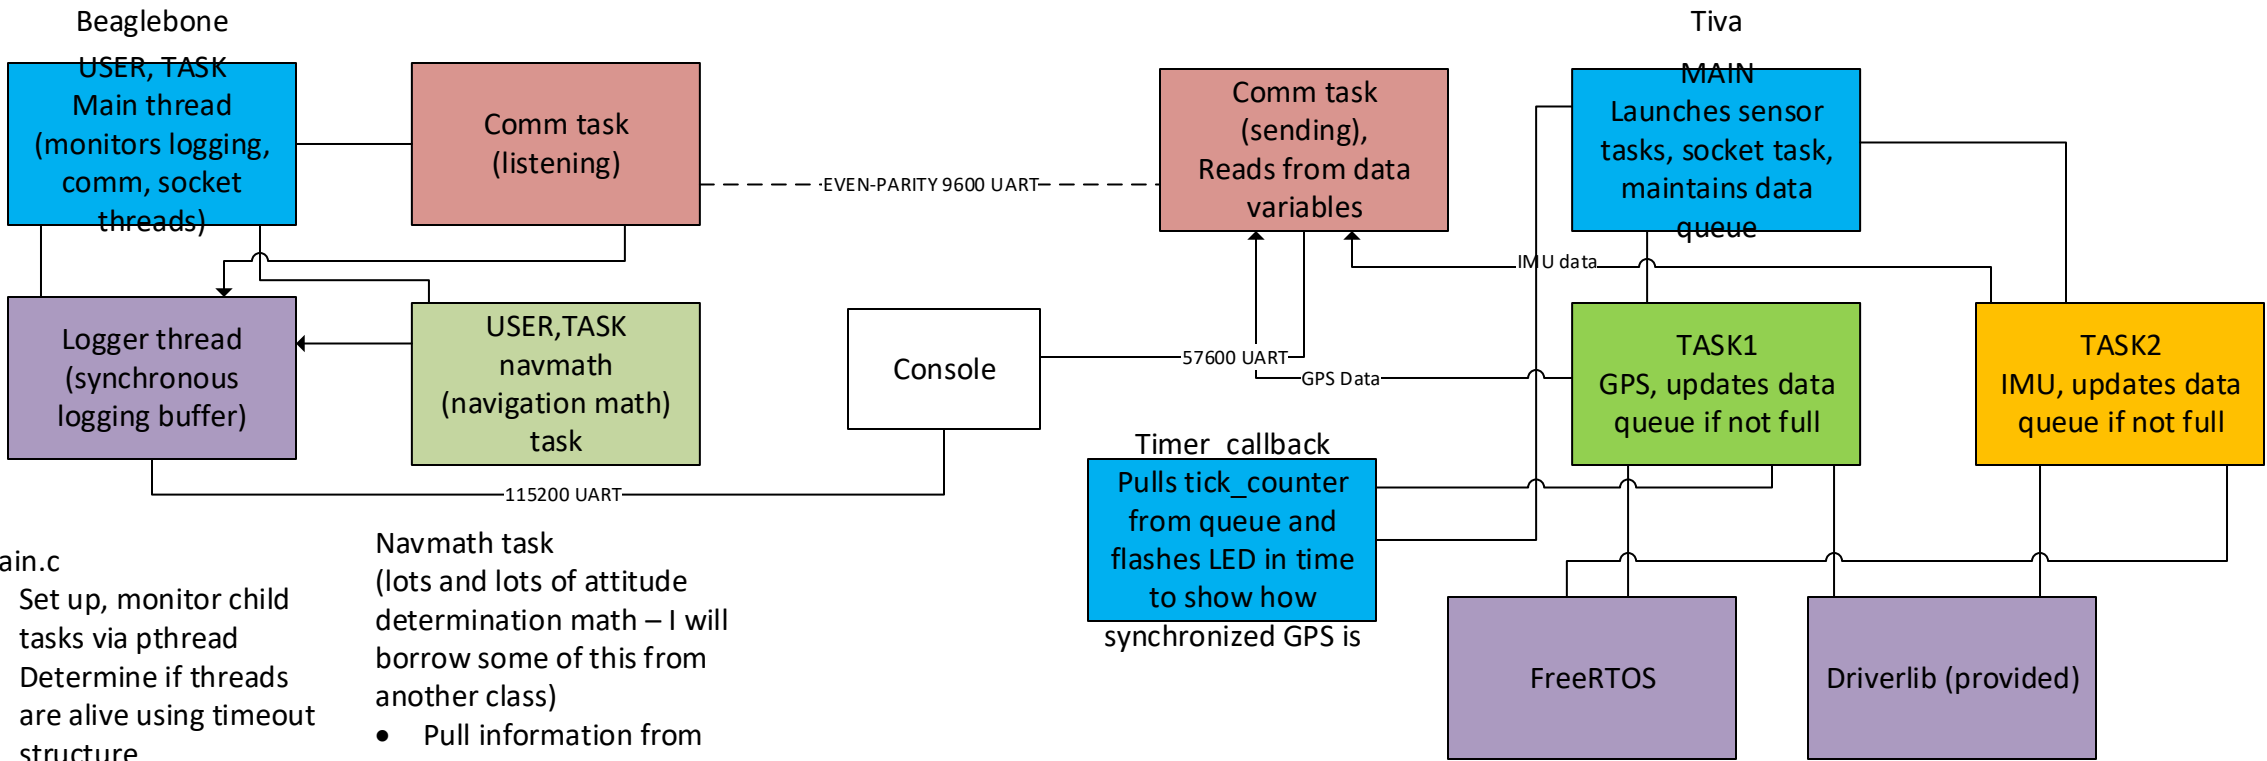 Beaglebone
USER, TASK
Main thread
(monitors logging,
comm, socket
threads)
Comm task
(listening)
EVEN-PARITY 9600 UART
Comm task
(sending),
Reads from data
variables
Tiva
MAIN
Launches sensor
tasks, socket task,
maintains data
queue
IMU data
Logger thread
(synchronous
logging buffer)
USER,TASK
navmath
(navigation math)
task
Console
57600 UART
GPS Data
TASK1
GPS, updates data
queue if not full
TASK2
IMU, updates data
queue if not full
115200 UART
Timer callback
Pulls tick_counter
from queue and
flashes LED in time
to show how
synchronized GPS is
FreeRTOS
Driverlib (provided)
ain.c
Set up, monitor child
tasks via pthread
Determine if threads
are alive using timeout
structure
Navmath task
(lots and lots of attitude
determination math – I will
borrow some of this from
another class)
• Pull information from